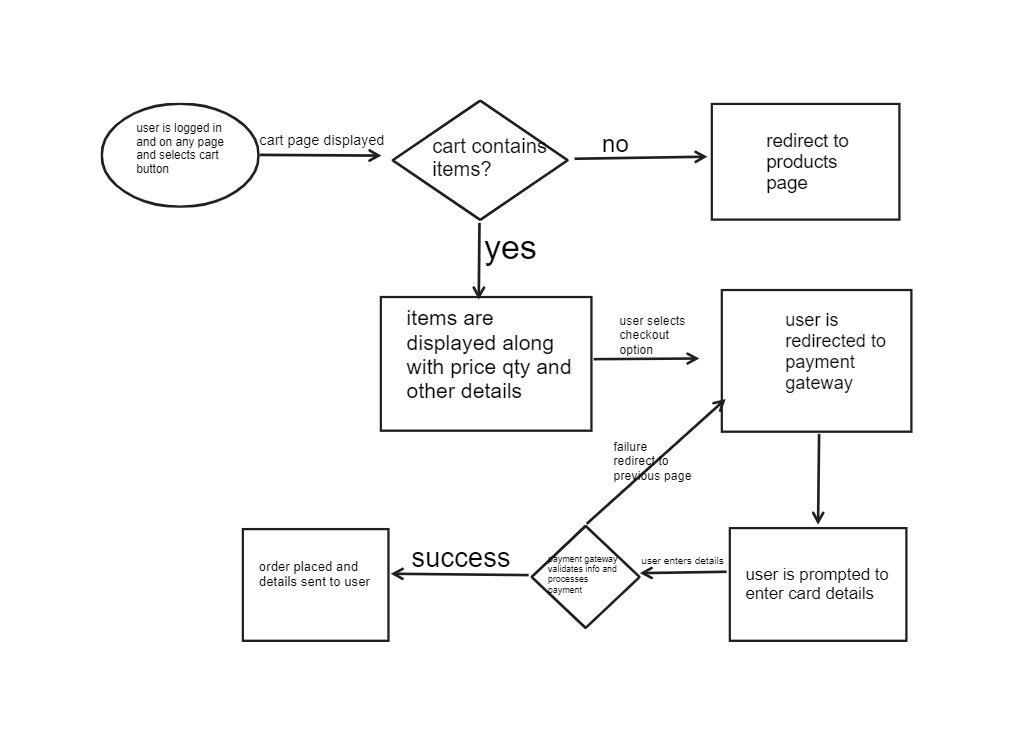 user is logged in
and on any page
and selects cart
button
cart page displayed
cart contains
items?
no
redirect to
products
page
yes
items are
displayed along
with price qty and
other details
user selects
checkout
option
user is
redirected to
payment
gateway
failure
redirect to
previous page
user is prompted to
enter card details
user enters details
payment gateway
validates info and
processes
payment
success
order placed and
details sent to user